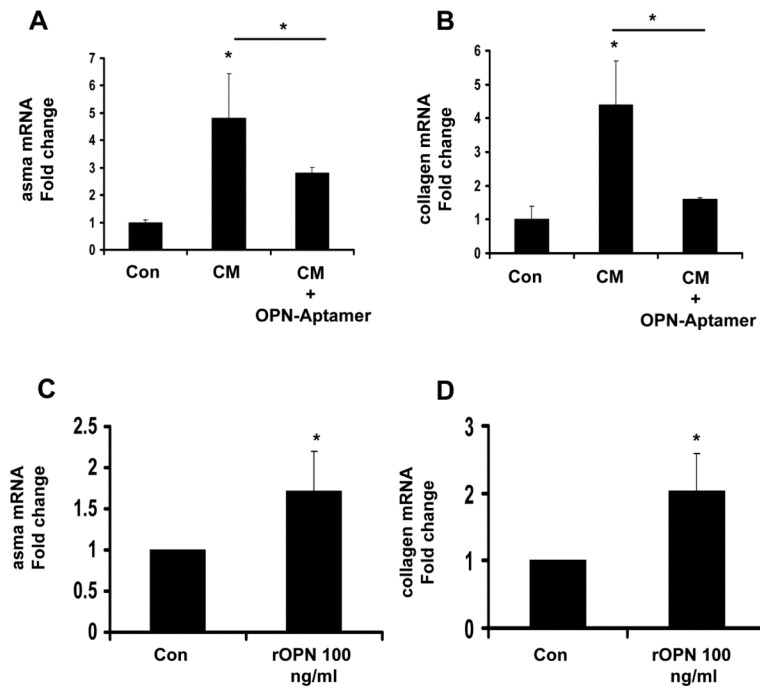 A
*
*
asma mRNA
Fold change
8
7
6
5
4
3
2
1
0
Con
CM
CM
+
OPN-Aptamer
B
*
*
collagen mRNA
Fold change
6
4
2
1
0
Con
CM
CM
+
OPN-Aptamer
C
*
asma mRNA
Fold change
2.5
2
1.5
1
0.5
0
Con
rOPN 100
ng/ml
D
*
collagen mRNA
Fold change
3
2
1
0
Con
rOPN 100
ng/ml